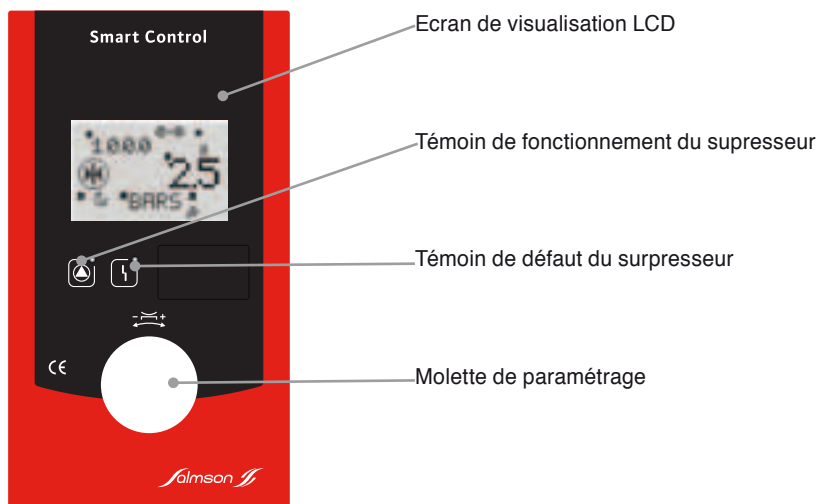 Smart Control
Ecran de visualisation LCD
1000
2.5
BARS
Témoin de fonctionnement du supresseur
Témoin de défaut du surpresseur
- +
Molette de paramétrage
CE
Salmson